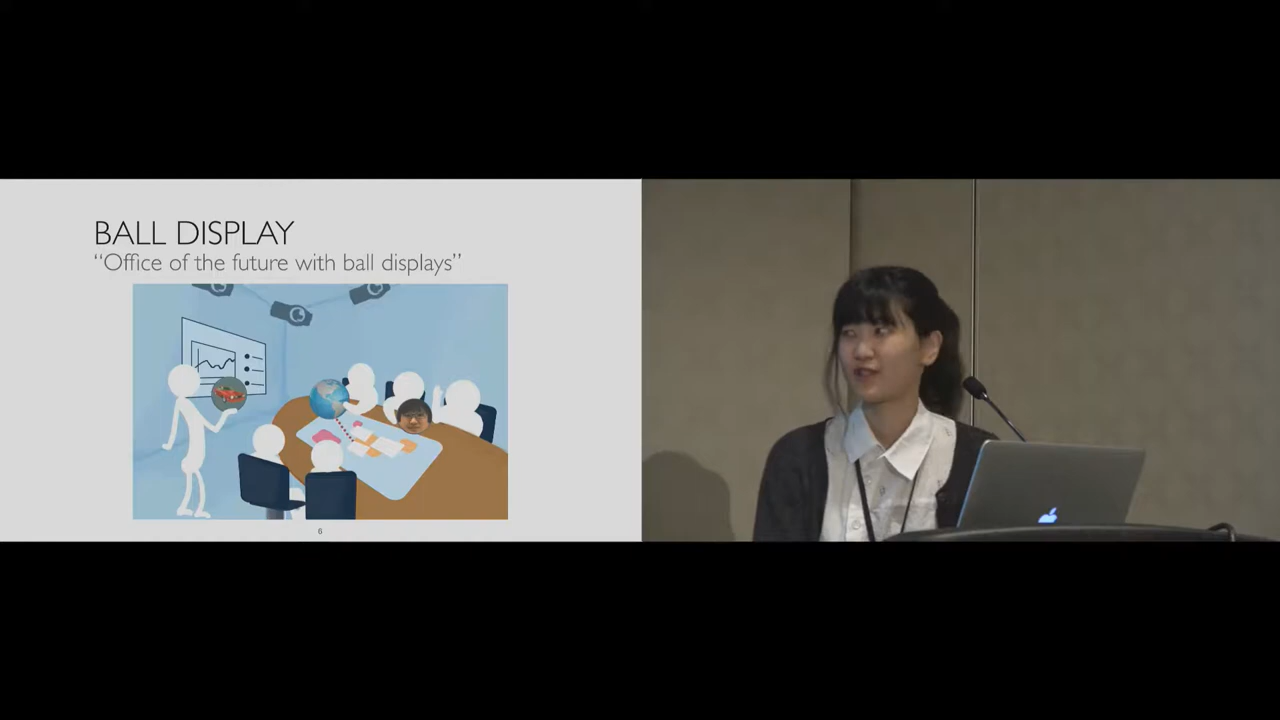 BALL DISPLAY
“Office of the future with ball displays”
6